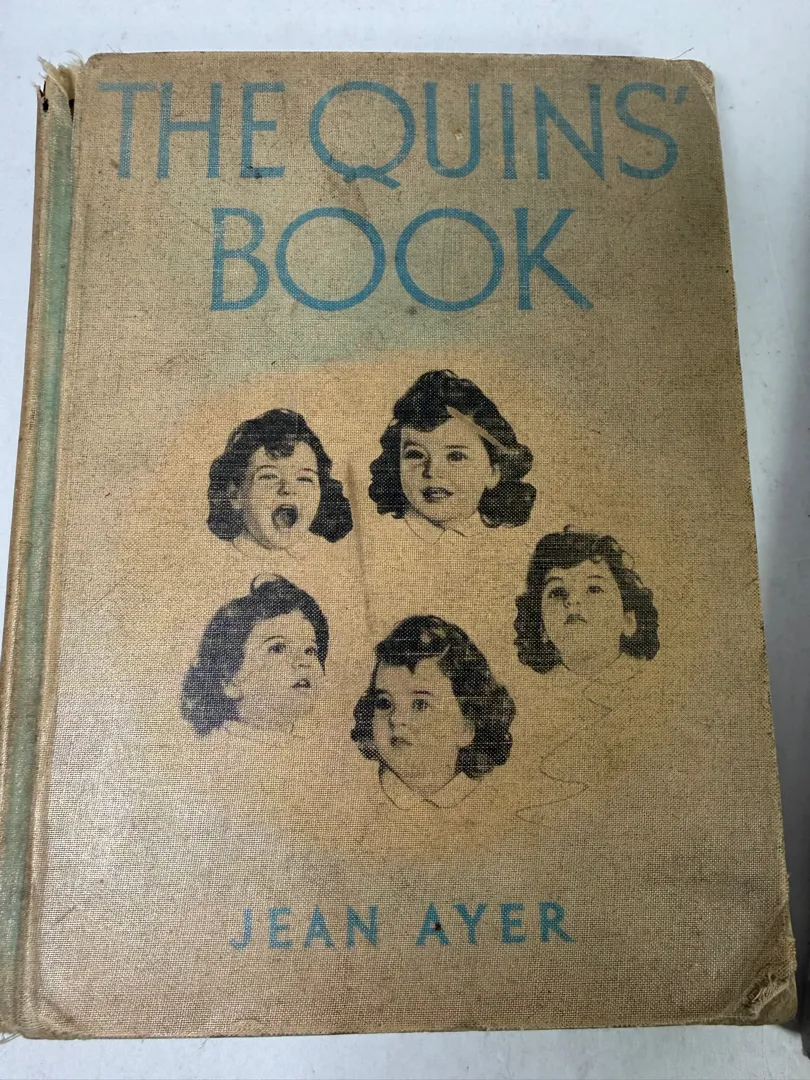 THE QUINS'
BOOK
JEAN AYER